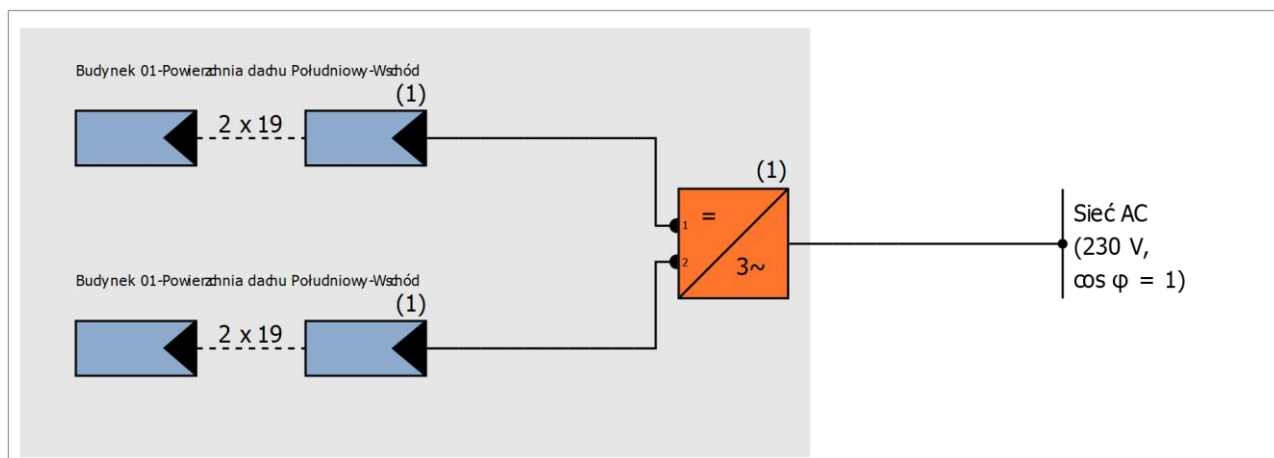 Budynek 01-Powierzchnia dachu Południowy-Wschód
(1)
2 x 19
(1)
1
=
2
3~
Sieć AC
(230 V,
cos φ = 1)
Budynek 01-Powierzchnia dachu Południowy-Wschód
(1)
2 x 19